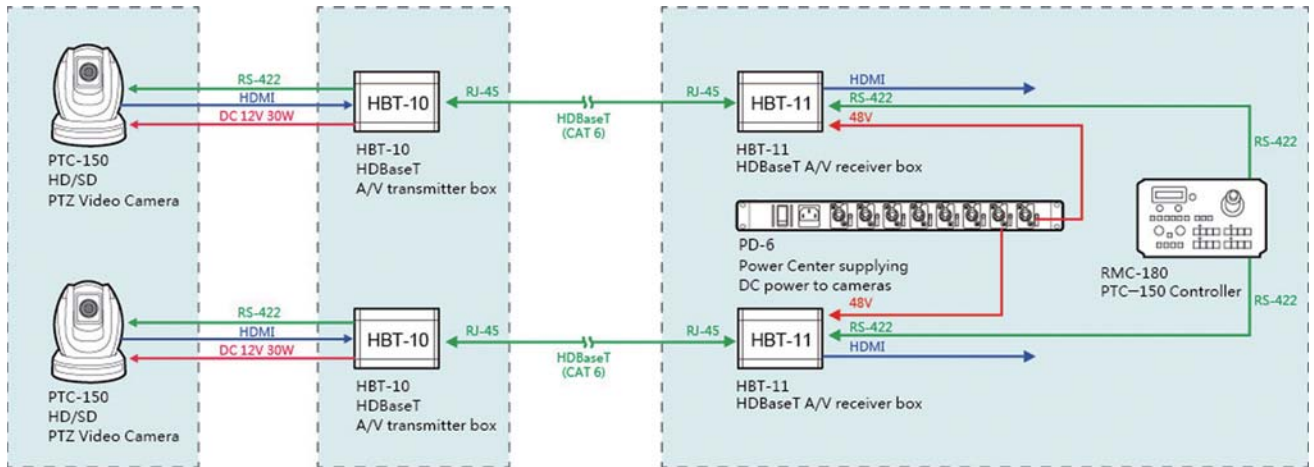 RS-422
HDMI
DC 12V 30W
HBT-10
RJ-45
HDBaseT
(CAT 6)
RJ-45
HBT-11
HDMI
RS-422
48V
RS-422
PTC-150
HD/SD
PTZ Video Camera
HBT-10
HDBaseT
A/V transmitter box
HBT-11
HDBaseT A/V receiver box
PD-6
Power Center supplying
DC power to cameras
RMC-180
PTC—150 Controller
RS-422
HDMI
DC 12V 30W
HBT-10
RJ-45
HDBaseT
(CAT 6)
RJ-45
HBT-11
48V
RS-422
HDMI
RS-422
PTC-150
HD/SD
PTZ Video Camera
HBT-10
HDBaseT
A/V transmitter box
HBT-11
HDBaseT A/V receiver box